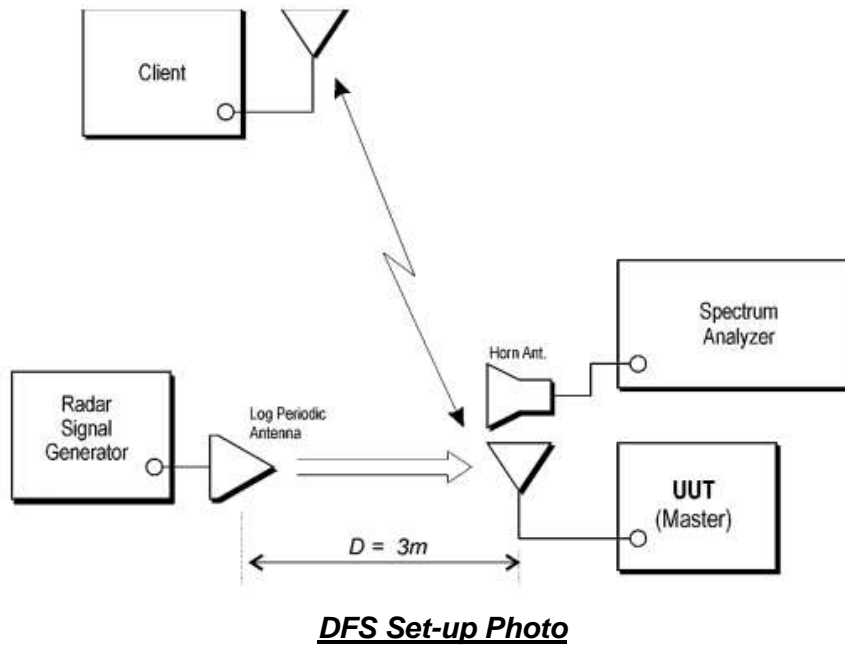 Client
Spectrum
Analyzer
Horn Ant.
Radar
Signal
Generator
Log Periodic
Antenna
UUT
(Master)
D = 3m
DFS Set-up Photo